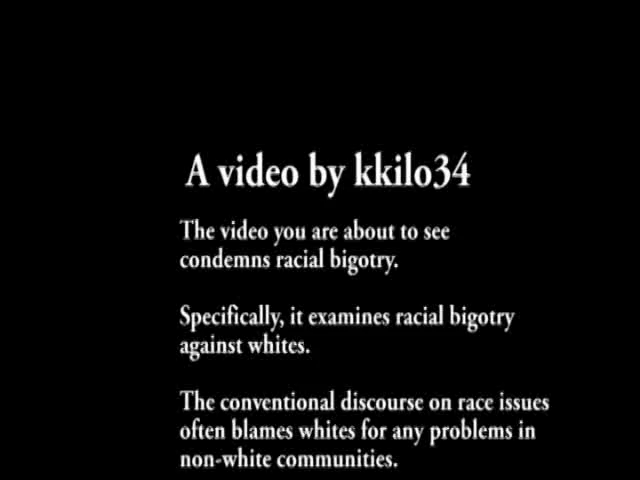 A video by kkilo34
The video you are about to see
condemns racial bigotry.
Specifically, it examines racial bigotry
against whites.
The conventional discourse on race issues
often blames whites for any problems in
non-white communities.